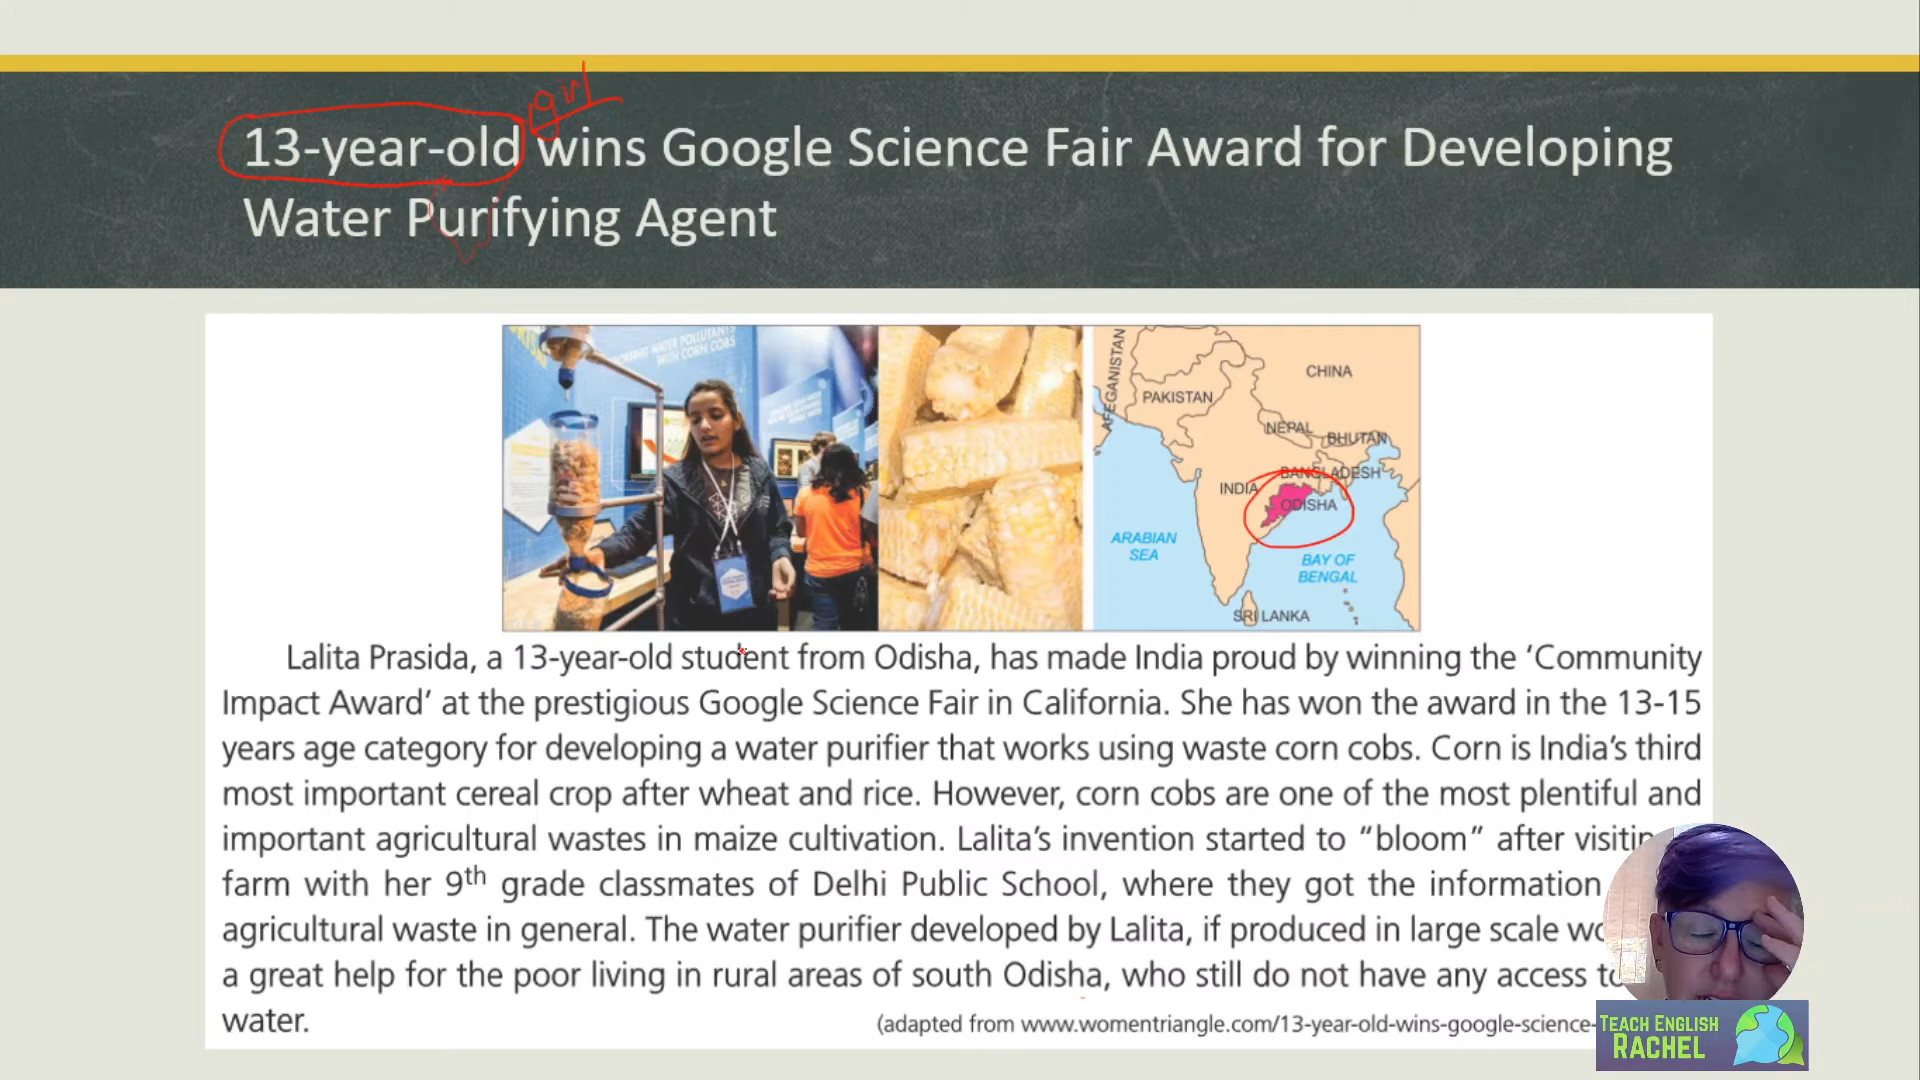 girl
13-year-old wins Google Science Fair Award for Developing
Water Purifying Agent
WATER POLLUTANTS
WITH CORN COBS
AFEGANISTAN
CHINA
PAKISTAN
NEPAL
BHUTAN
BANGLADESH
INDIA
ODISHA
ARABIAN
SEA
BAY OF
BENGAL
SRI LANKA
Lalita Prasida, a 13-year-old student from Odisha, has made India proud by winning the ‘Community
Impact Award’ at the prestigious Google Science Fair in California. She has won the award in the 13-15
years age category for developing a water purifier that works using waste corn cobs. Corn is India’s third
most important cereal crop after wheat and rice. However, corn cobs are one of the most plentiful and
important agricultural wastes in maize cultivation. Lalita’s invention started to “bloom” after
farm with her 9th grade classmates of Delhi Public School, where they got the information
agricultural waste in general. The water purifier developed by Lalita, if produced in large scale
a great help for the poor living in rural areas of south Odisha, who still do not have any access
water.
(adapted from www.womentriangle.com/13-year-old-wins-google-science-
TEACH ENGLISH
RACHEL